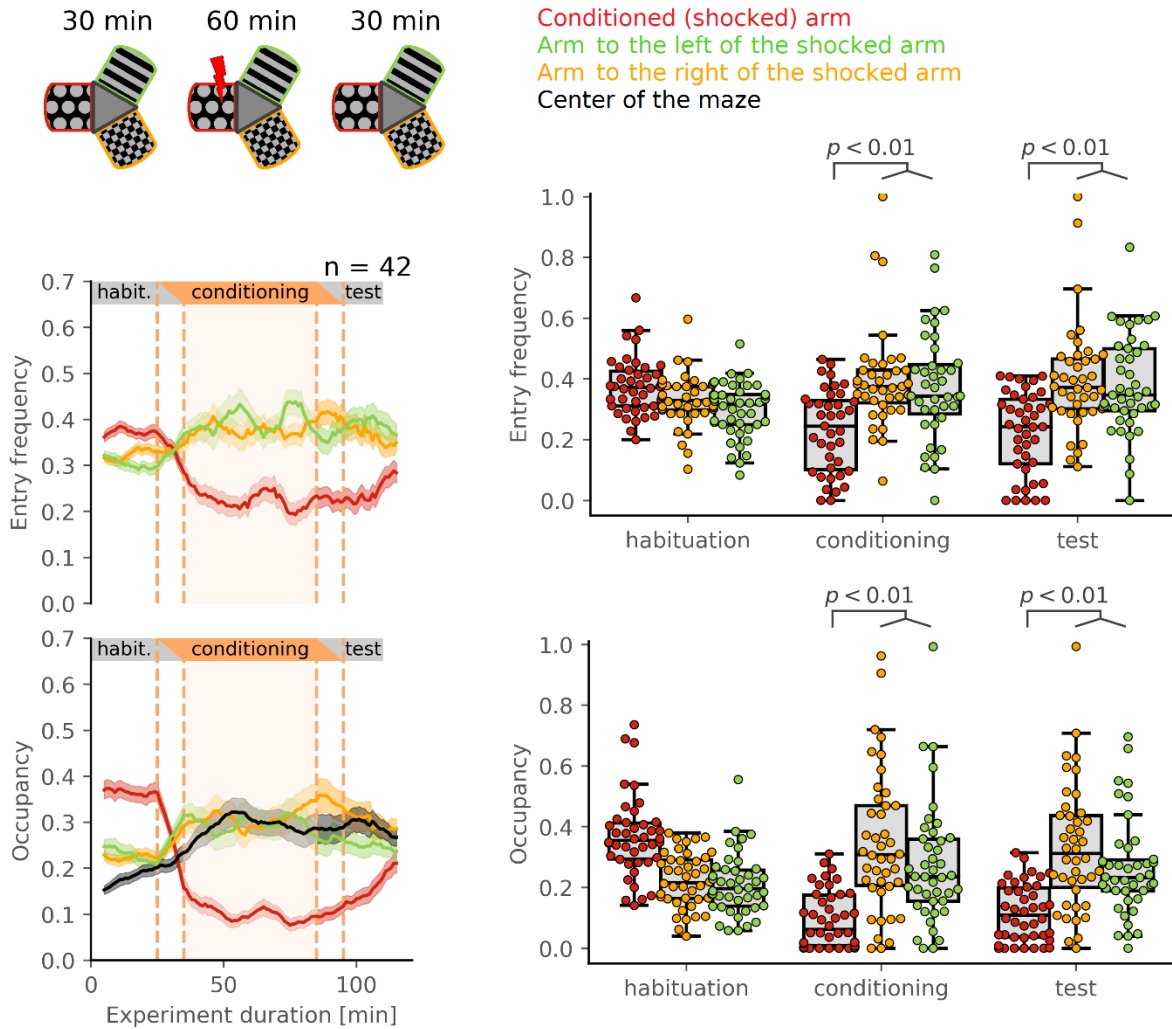 30 min
60 min
30 min
Conditioned (shocked) arm
Arm to the left of the shocked arm
Arm to the right of the shocked arm
Center of the maze
n = 42
habit.
conditioning
test
0.7
0.6
0.5
0.4
0.3
0.2
0.1
0.0
Entry frequency
habit.
conditioning
test
0.7
0.6
0.5
0.4
0.3
0.2
0.1
0.0
Occupancy
0
50
100
Experiment duration [min]
p < 0.01
p < 0.01
1.0
0.8
0.6
0.4
0.2
0.0
Entry frequency
habituation
conditioning
test
p < 0.01
p < 0.01
1.0
0.8
0.6
0.4
0.2
0.0
Occupancy
habituation
conditioning
test